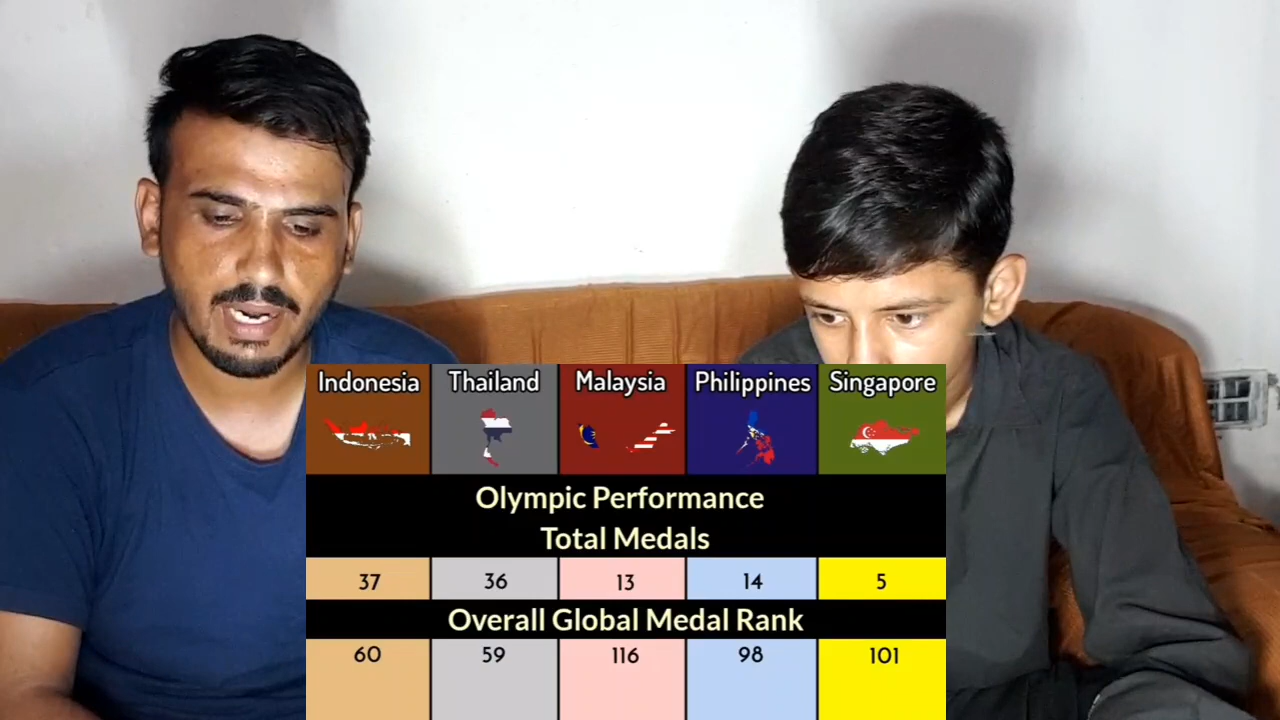 Indonesia Thailand Malaysia Philippines Singapore
Olympic Performance
Total Medals
37 36 13 14 5
Overall Global Medal Rank
60 59 116 98 101